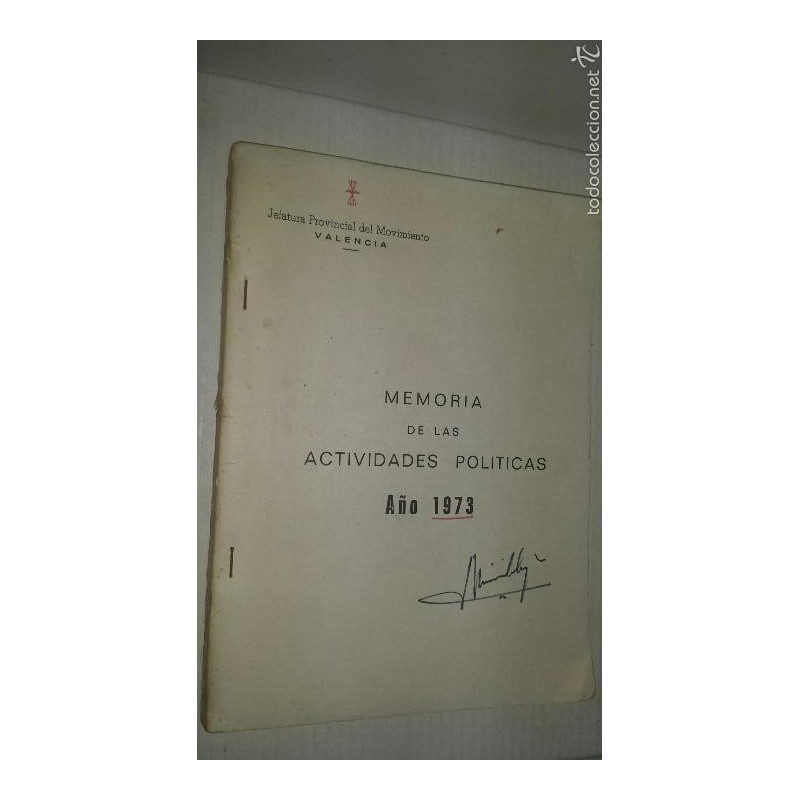 todocoleccion.net
Jefatura Provincial del Movimiento
VALENCIA
MEMORIA
DE LAS
ACTIVIDADES POLITICAS
Año 1973